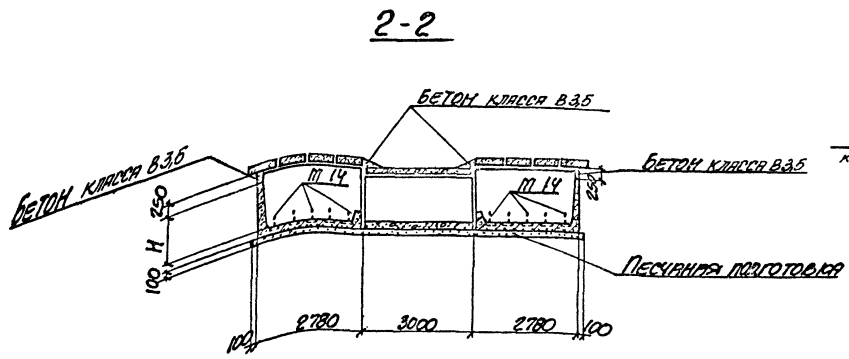 2-2
Бетон класса В3,5
Бетон класса В3,5
Бетон класса В3,5
250
М 14
М 14
250
Н
100
Песчаная подготовка
100
2780
3000
2780
100
к